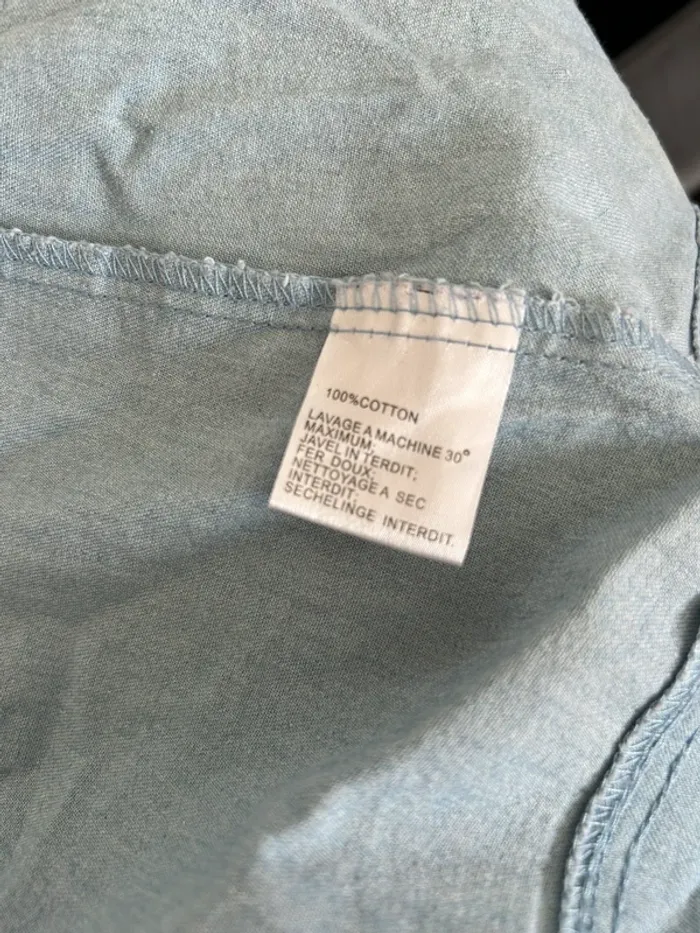 100%COTTON
LAVAGE A MACHINE 30°
MAXIMUM;
JAVEL IN TERDIT;
FER DOUX;
NETTOYAGE A SEC
INTERDIT;
SECHELINGE INTERDIT.